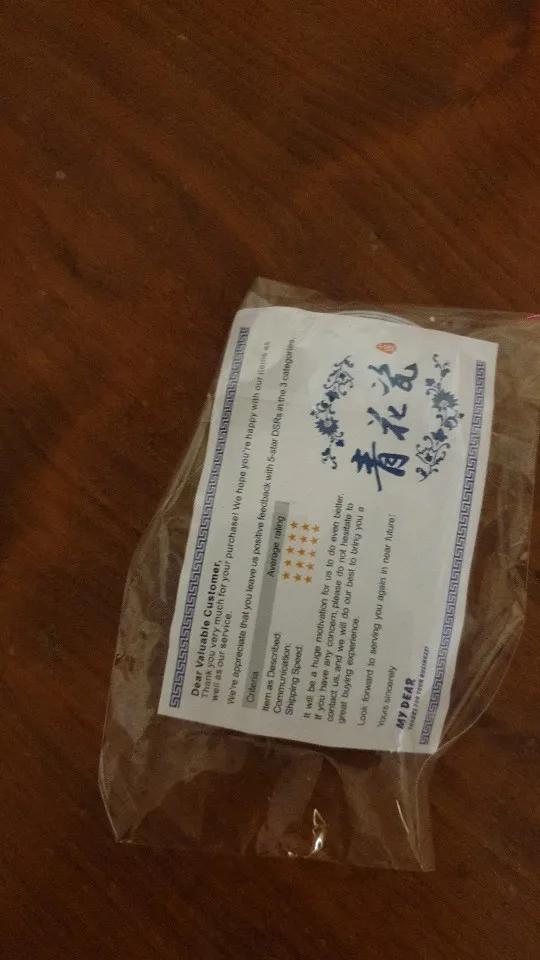 Dear Valuable Customer,
Thank you very much for your purchase! We hope you're happy with our items as
well as our service.
We're appreciate that you leave us positive feedback with 5-star DSRs in the 3 categories.
Criteria Average rating
Item as Described: ★★★★★
Communication: ★★★★★
Shipping Speed: ★★★★★
It will be a huge motivation for us to do even better.
If you have any concern, please do not heaitate to
contact us, and we will do our best to bring you a
great buying experience.
Look forward to serving you again in near future!
Yours sincerely
MY DEAR
THANKS FOR YOUR BUSINESS!
青花瓷